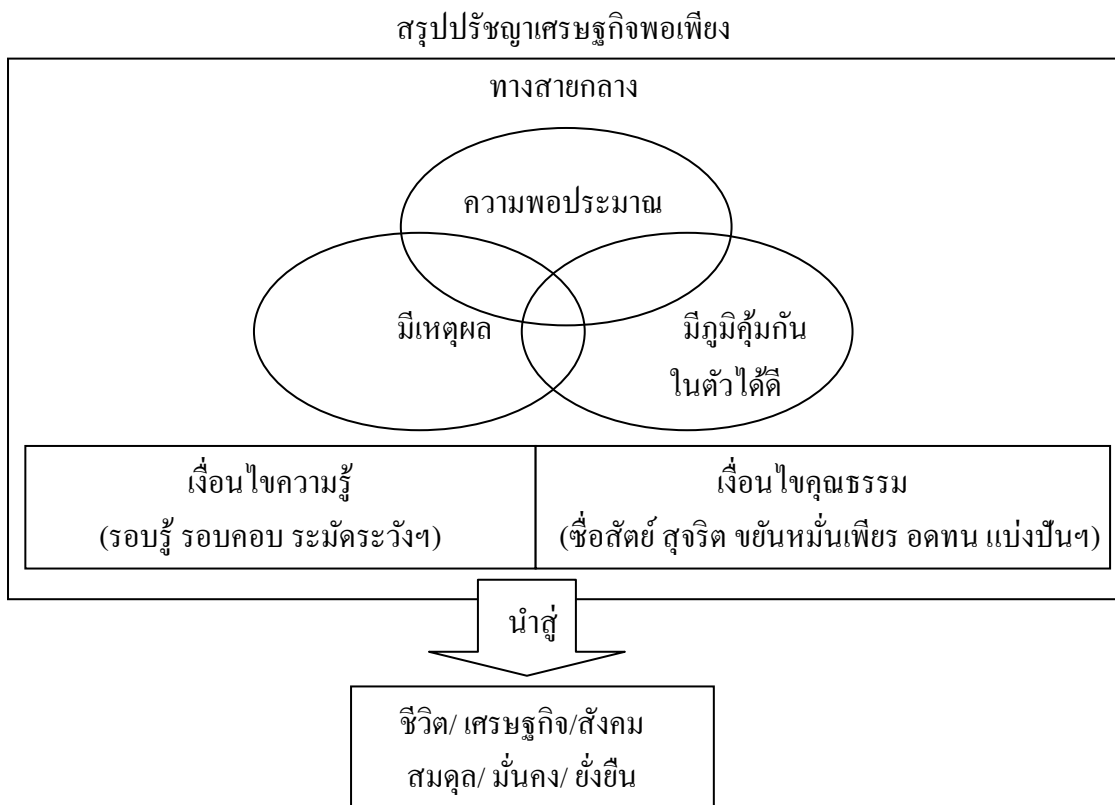 สรุปปรัชญาเศรษฐกิจพอเพียง
ทางสายกลาง
ความพอประมาณ
มีเหตุผล
มีภูมิคุ้มกัน
ในตัวได้ดี
เงื่อนไขความรู้
(รอบรู้ รอบคอบ ระมัดระวังฯ)
เงื่อนไขคุณธรรม
(ซื่อสัตย์ สุจริต ขยันหมั่นเพียร อดทน แบ่งปันฯ)
นำสู่
ชีวิต/ เศรษฐกิจ/สังคม
สมดุล/ มั่นคง/ ยั่งยืน